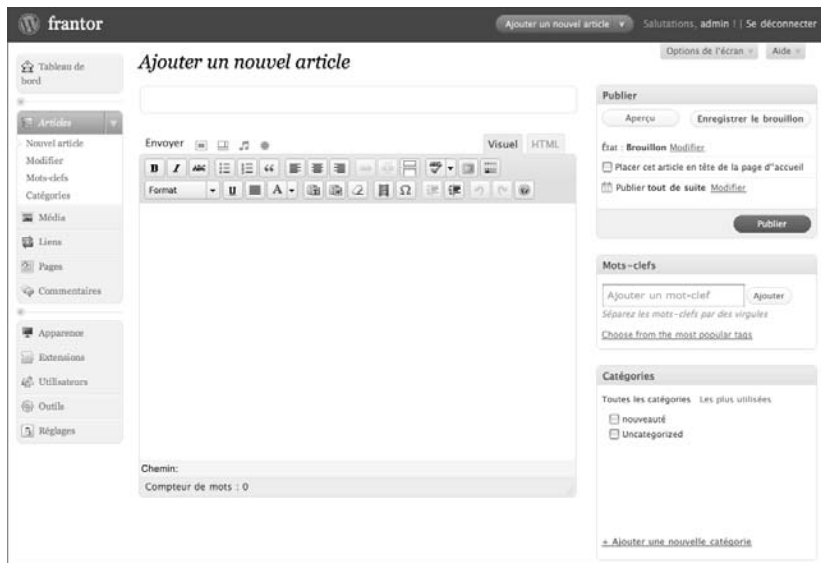 frantor
Ajouter un nouvel article
Salutations, admin ! | Se déconnecter
Options de l'écran
Aide
Tableau de bord
Articles
Nouvel article
Modifier
Mots-clefs
Catégories
Média
Liens
Pages
Commentaires
Apparence
Extensions
Utilisateurs
Outils
Réglages
Ajouter un nouvel article
Envoyer
Visuel
HTML
B I ABC
Format U A Ω
Chemin:
Compteur de mots : 0
Publier
Aperçu
Enregistrer le brouillon
État : Brouillon Modifier
Placer cet article en tête de la page d''accueil
Publier tout de suite Modifier
Publier
Mots-clefs
Ajouter un mot-clef
Ajouter
Séparez les mots-clefs par des virgules
Choose from the most popular tags
Catégories
Toutes les catégories Les plus utilisées
nouveauté
Uncategorized
+ Ajouter une nouvelle catégorie